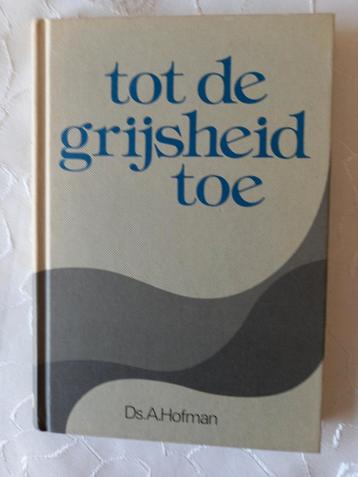 tot de
grijsheid
toe
Ds.A.Hofman